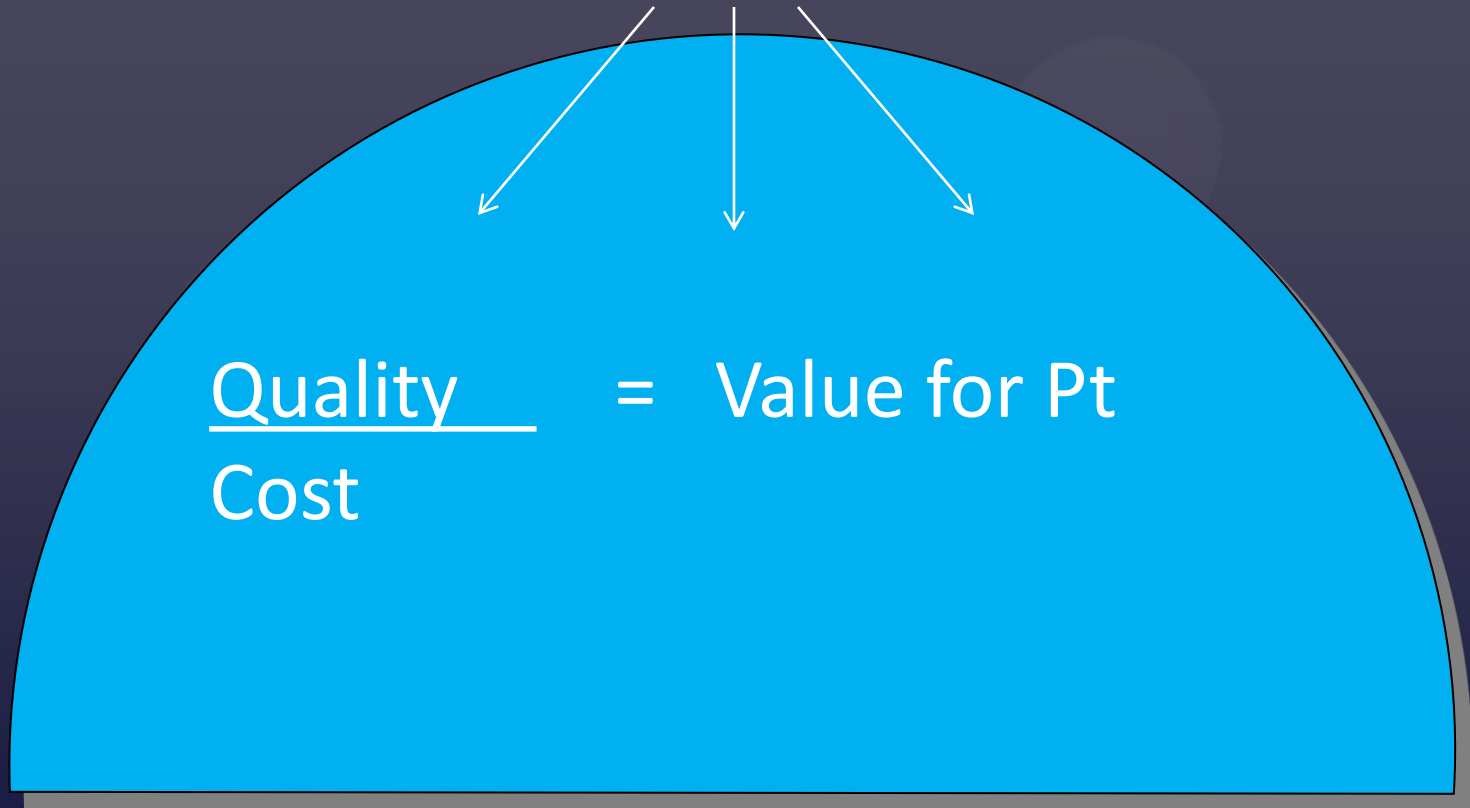 Quality = Value for Pt
Cost